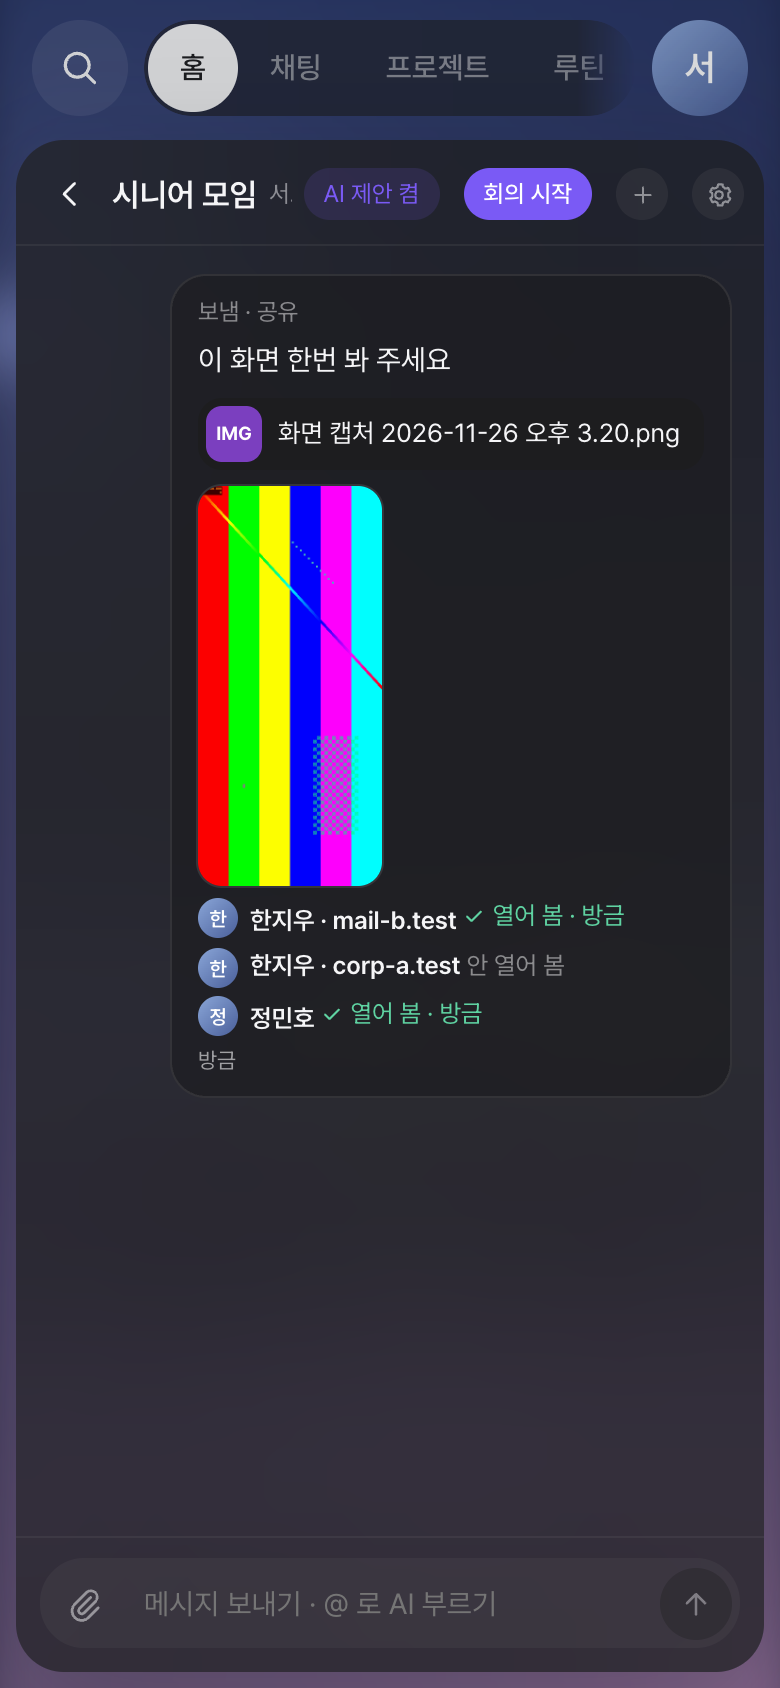 홈 채팅 프로젝트 루틴 서
시니어 모임 서. AI 제안 켬 회의 시작
보냄 · 공유
이 화면 한번 봐 주세요
IMG 화면 캡처 2026-11-26 오후 3.20.png
한 한지우 · mail-b.test ✓ 열어 봄 · 방금
한 한지우 · corp-a.test 안 열어 봄
정 정민호 ✓ 열어 봄 · 방금
방금
메시지 보내기 · @ 로 AI 부르기